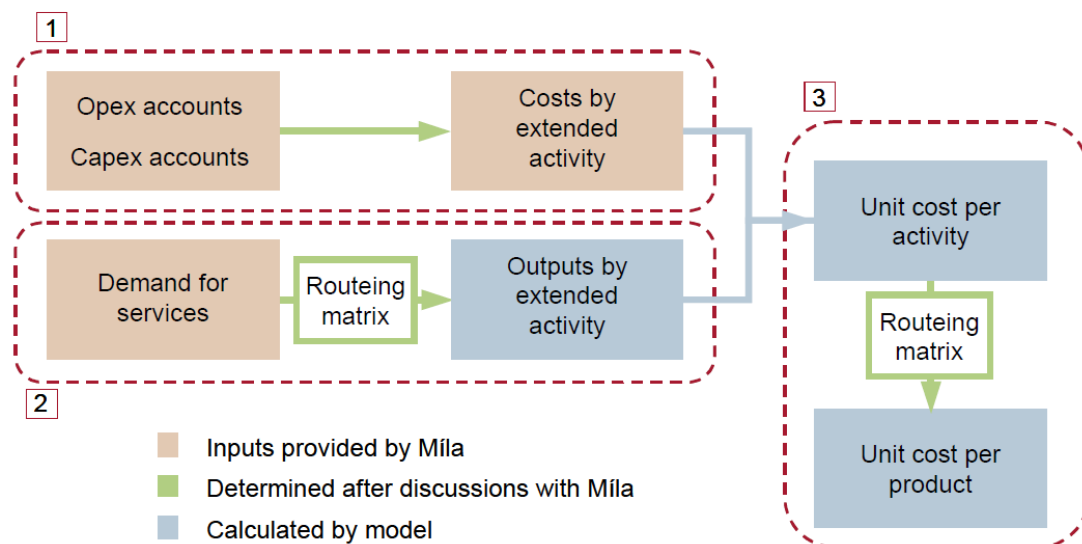 1
Opex accounts
Capex accounts
Costs by
extended
activity
2
Demand for
services
Routeing
matrix
Outputs by
extended
activity
3
Unit cost per
activity
Routeing
matrix
Unit cost per
product
Inputs provided by Míla
Determined after discussions with Míla
Calculated by model